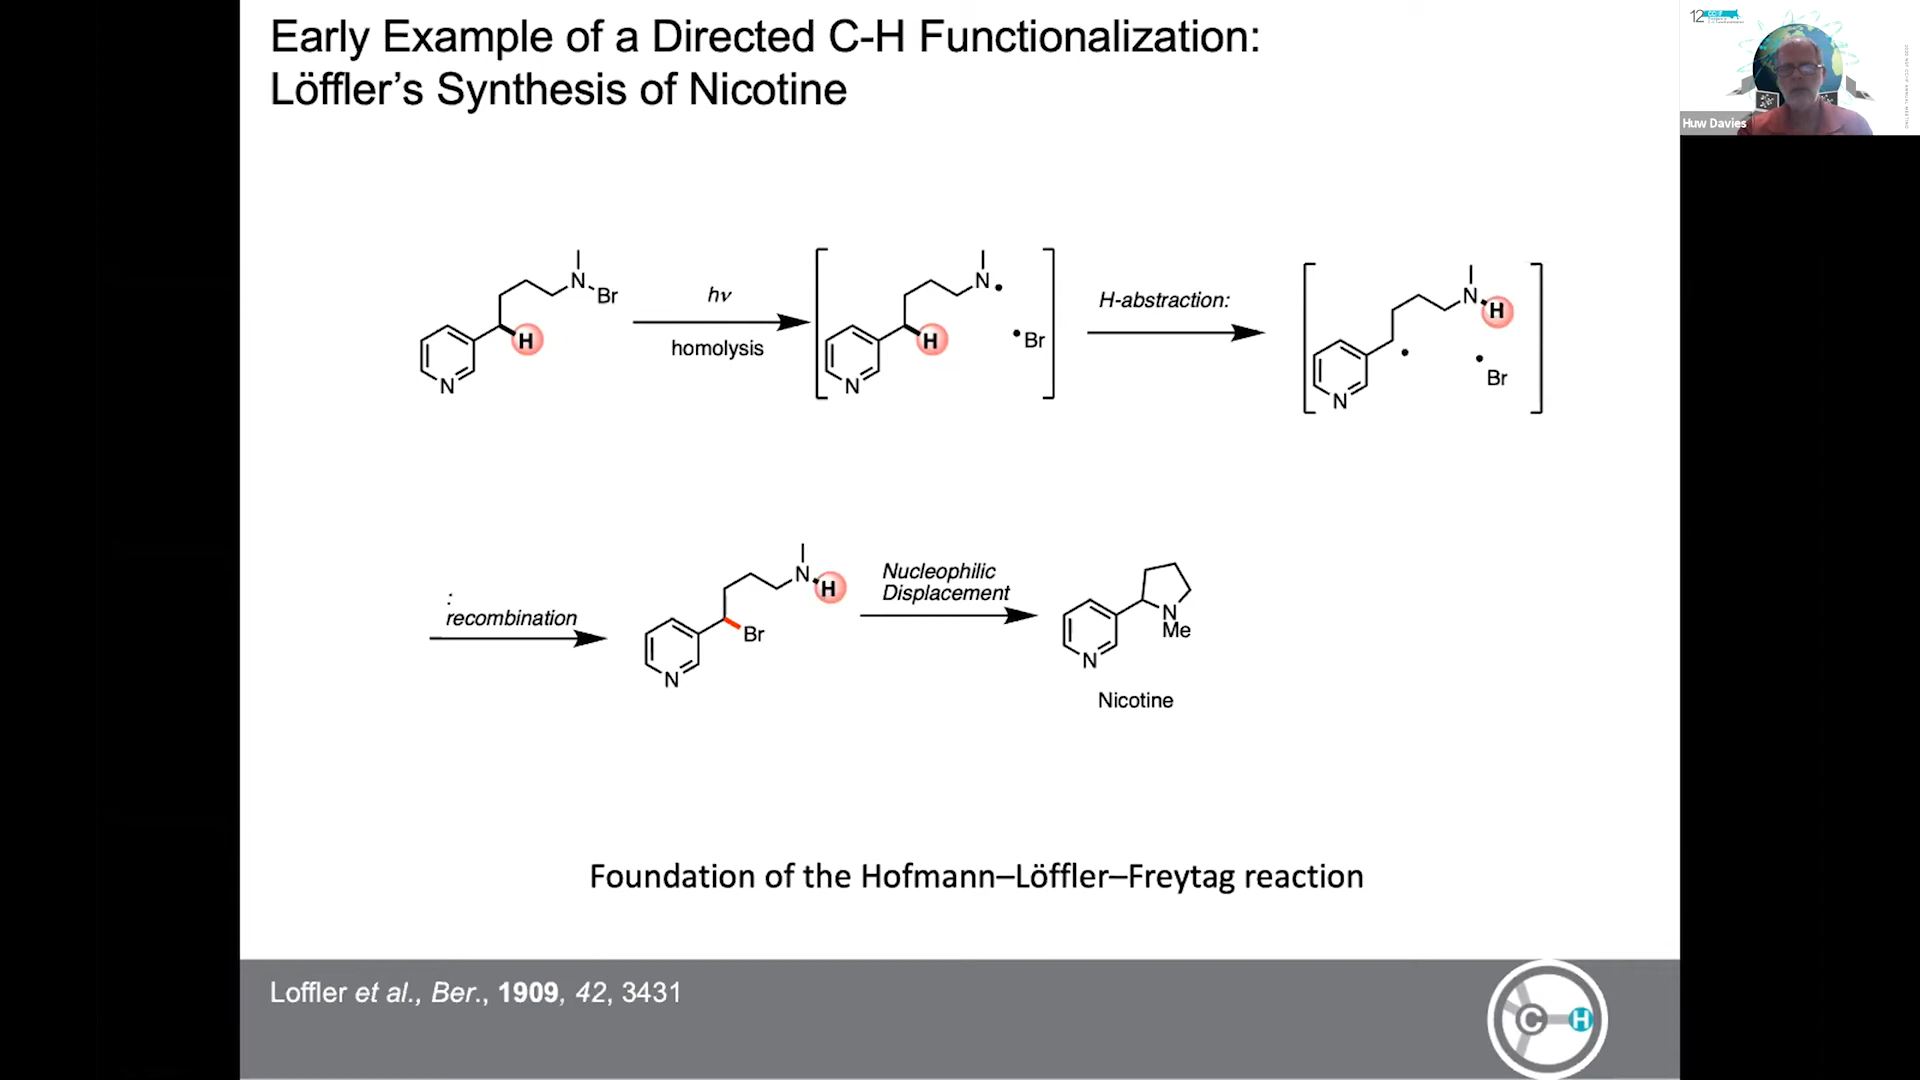 Early Example of a Directed C-H Functionalization:
Löffler's Synthesis of Nicotine
12
Huw Davies
N
Br
H
N
hν
homolysis
N
•
H
•Br
N
H-abstraction:
N
H
•
•
Br
N
:
recombination
N
H
Br
N
Nucleophilic
Displacement
N
Me
N
Nicotine
Foundation of the Hofmann–Löffler–Freytag reaction
Loffler et al., Ber., 1909, 42, 3431
C
H